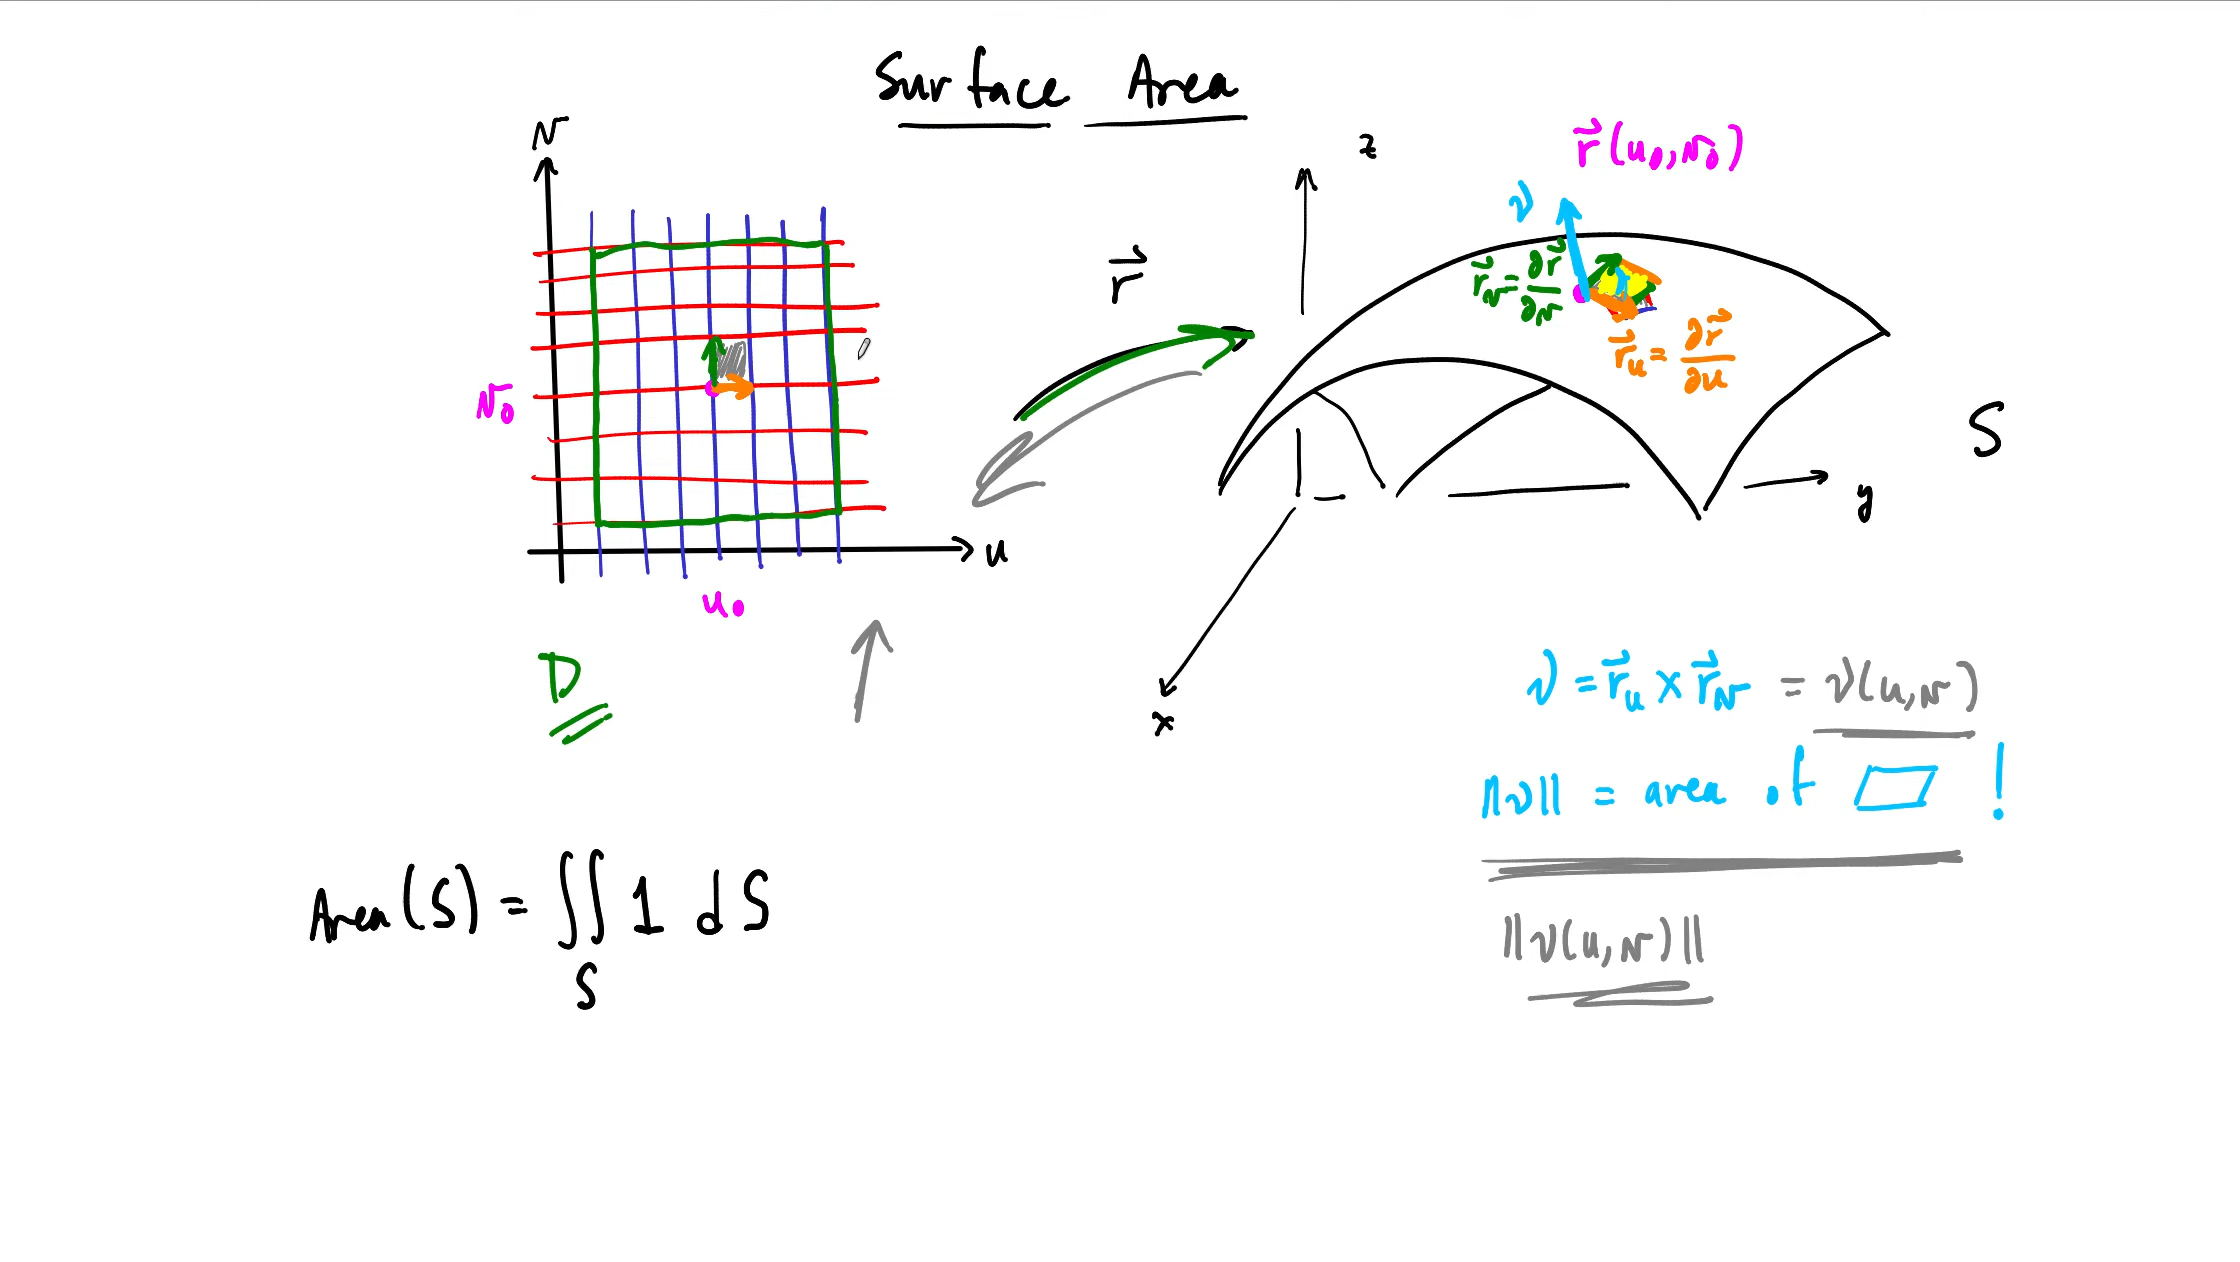 Surface Area
v
z
r⃗(u₀,v₀)
ν
r⃗
r⃗ᵥ = ∂r⃗/∂v
r⃗ᵤ = ∂r⃗/∂u
v₀
S
y
u
u₀
D
x
ν = r⃗ᵤ × r⃗ᵥ = ν(u,v)
||ν|| = area of ▱ !
Area(S) = ∬ 1 dS
S
||ν(u,v)||